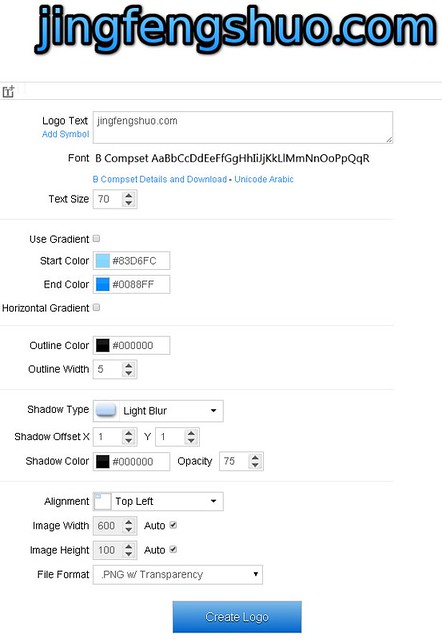 jingfengshuo.com
Logo Text jingfengshuo.com
Add Symbol
Font B Compset AaBbCcDdEeFfGgHhIiJjKkLlMmNnOoPpQqR
B Compset Details and Download - Unicode Arabic
Text Size 70
Use Gradient
Start Color #83D6FC
End Color #0088FF
Horizontal Gradient
Outline Color #000000
Outline Width 5
Shadow Type Light Blur
Shadow Offset X 1 Y 1
Shadow Color #000000 Opacity 75
Alignment Top Left
Image Width 600 Auto
Image Height 100 Auto
File Format .PNG w/ Transparency
Create Logo